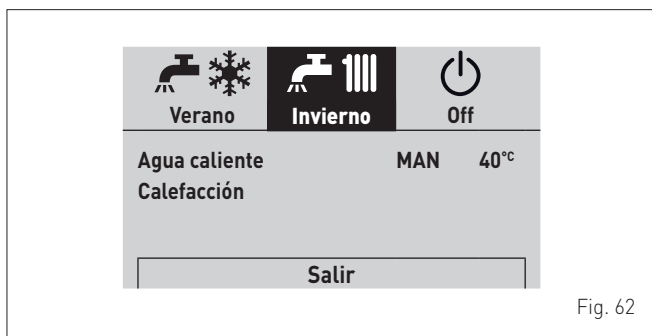 Verano Invierno Off
Agua caliente MAN 40°C
Calefacción
Salir
Fig. 62